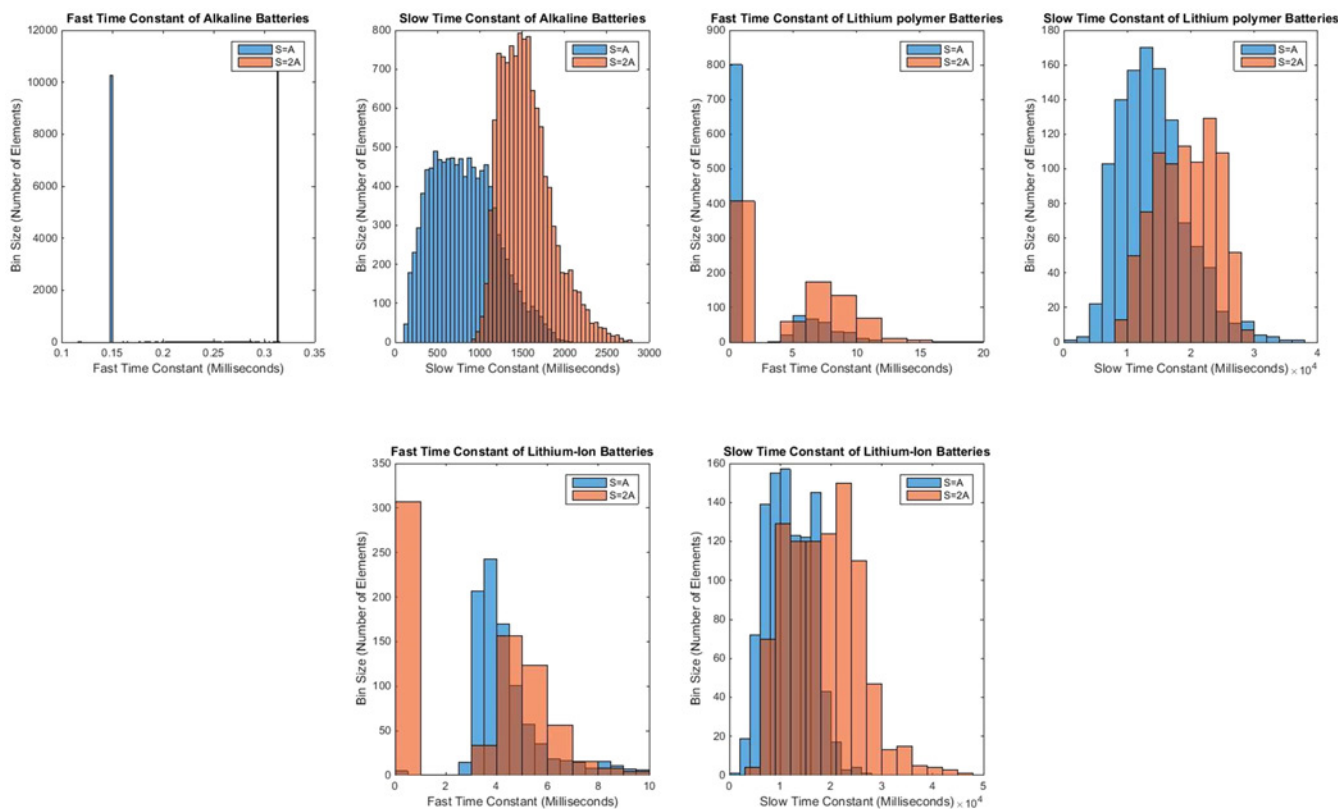 Fast Time Constant of Alkaline Batteries
12000
10000
8000
6000
4000
2000
0
Bin Size (Number of Elements)
S=A
S=2A
0.1 0.15 0.2 0.25 0.3 0.35
Fast Time Constant (Milliseconds)
Slow Time Constant of Alkaline Batteries
800
700
600
500
400
300
200
100
0
Bin Size (Number of Elements)
S=A
S=2A
0 500 1000 1500 2000 2500 3000
Slow Time Constant (Milliseconds)
Fast Time Constant of Lithium polymer Batteries
900
800
700
600
500
400
300
200
100
0
Bin Size (Number of Elements)
S=A
S=2A
0 5 10 15 20
Fast Time Constant (Milliseconds)
Slow Time Constant of Lithium polymer Batteries
180
160
140
120
100
80
60
40
20
0
Bin Size (Number of Elements)
S=A
S=2A
0 1 2 3 4
Slow Time Constant (Milliseconds) × 10^4
Fast Time Constant of Lithium-Ion Batteries
350
300
250
200
150
100
50
0
Bin Size (Number of Elements)
S=A
S=2A
0 2 4 6 8 10
Fast Time Constant (Milliseconds)
Slow Time Constant of Lithium-Ion Batteries
160
140
120
100
80
60
40
20
0
Bin Size (Number of Elements)
S=A
S=2A
0 1 2 3 4 5
Slow Time Constant (Milliseconds) × 10^4